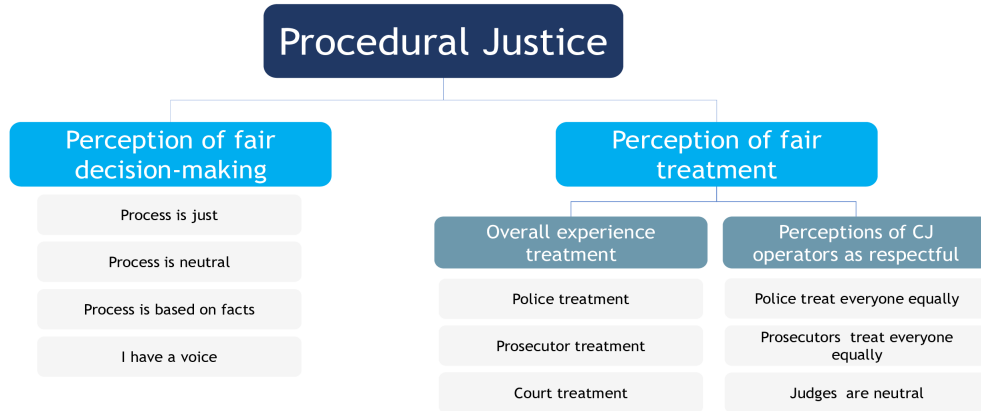 Procedural Justice
Perception of fair
decision-making
Process is just
Process is neutral
Process is based on facts
I have a voice
Perception of fair
treatment
Overall experience
treatment
Police treatment
Prosecutor treatment
Court treatment
Perceptions of CJ
operators as respectful
Police treat everyone equally
Prosecutors  treat everyone
equally
Judges  are neutral